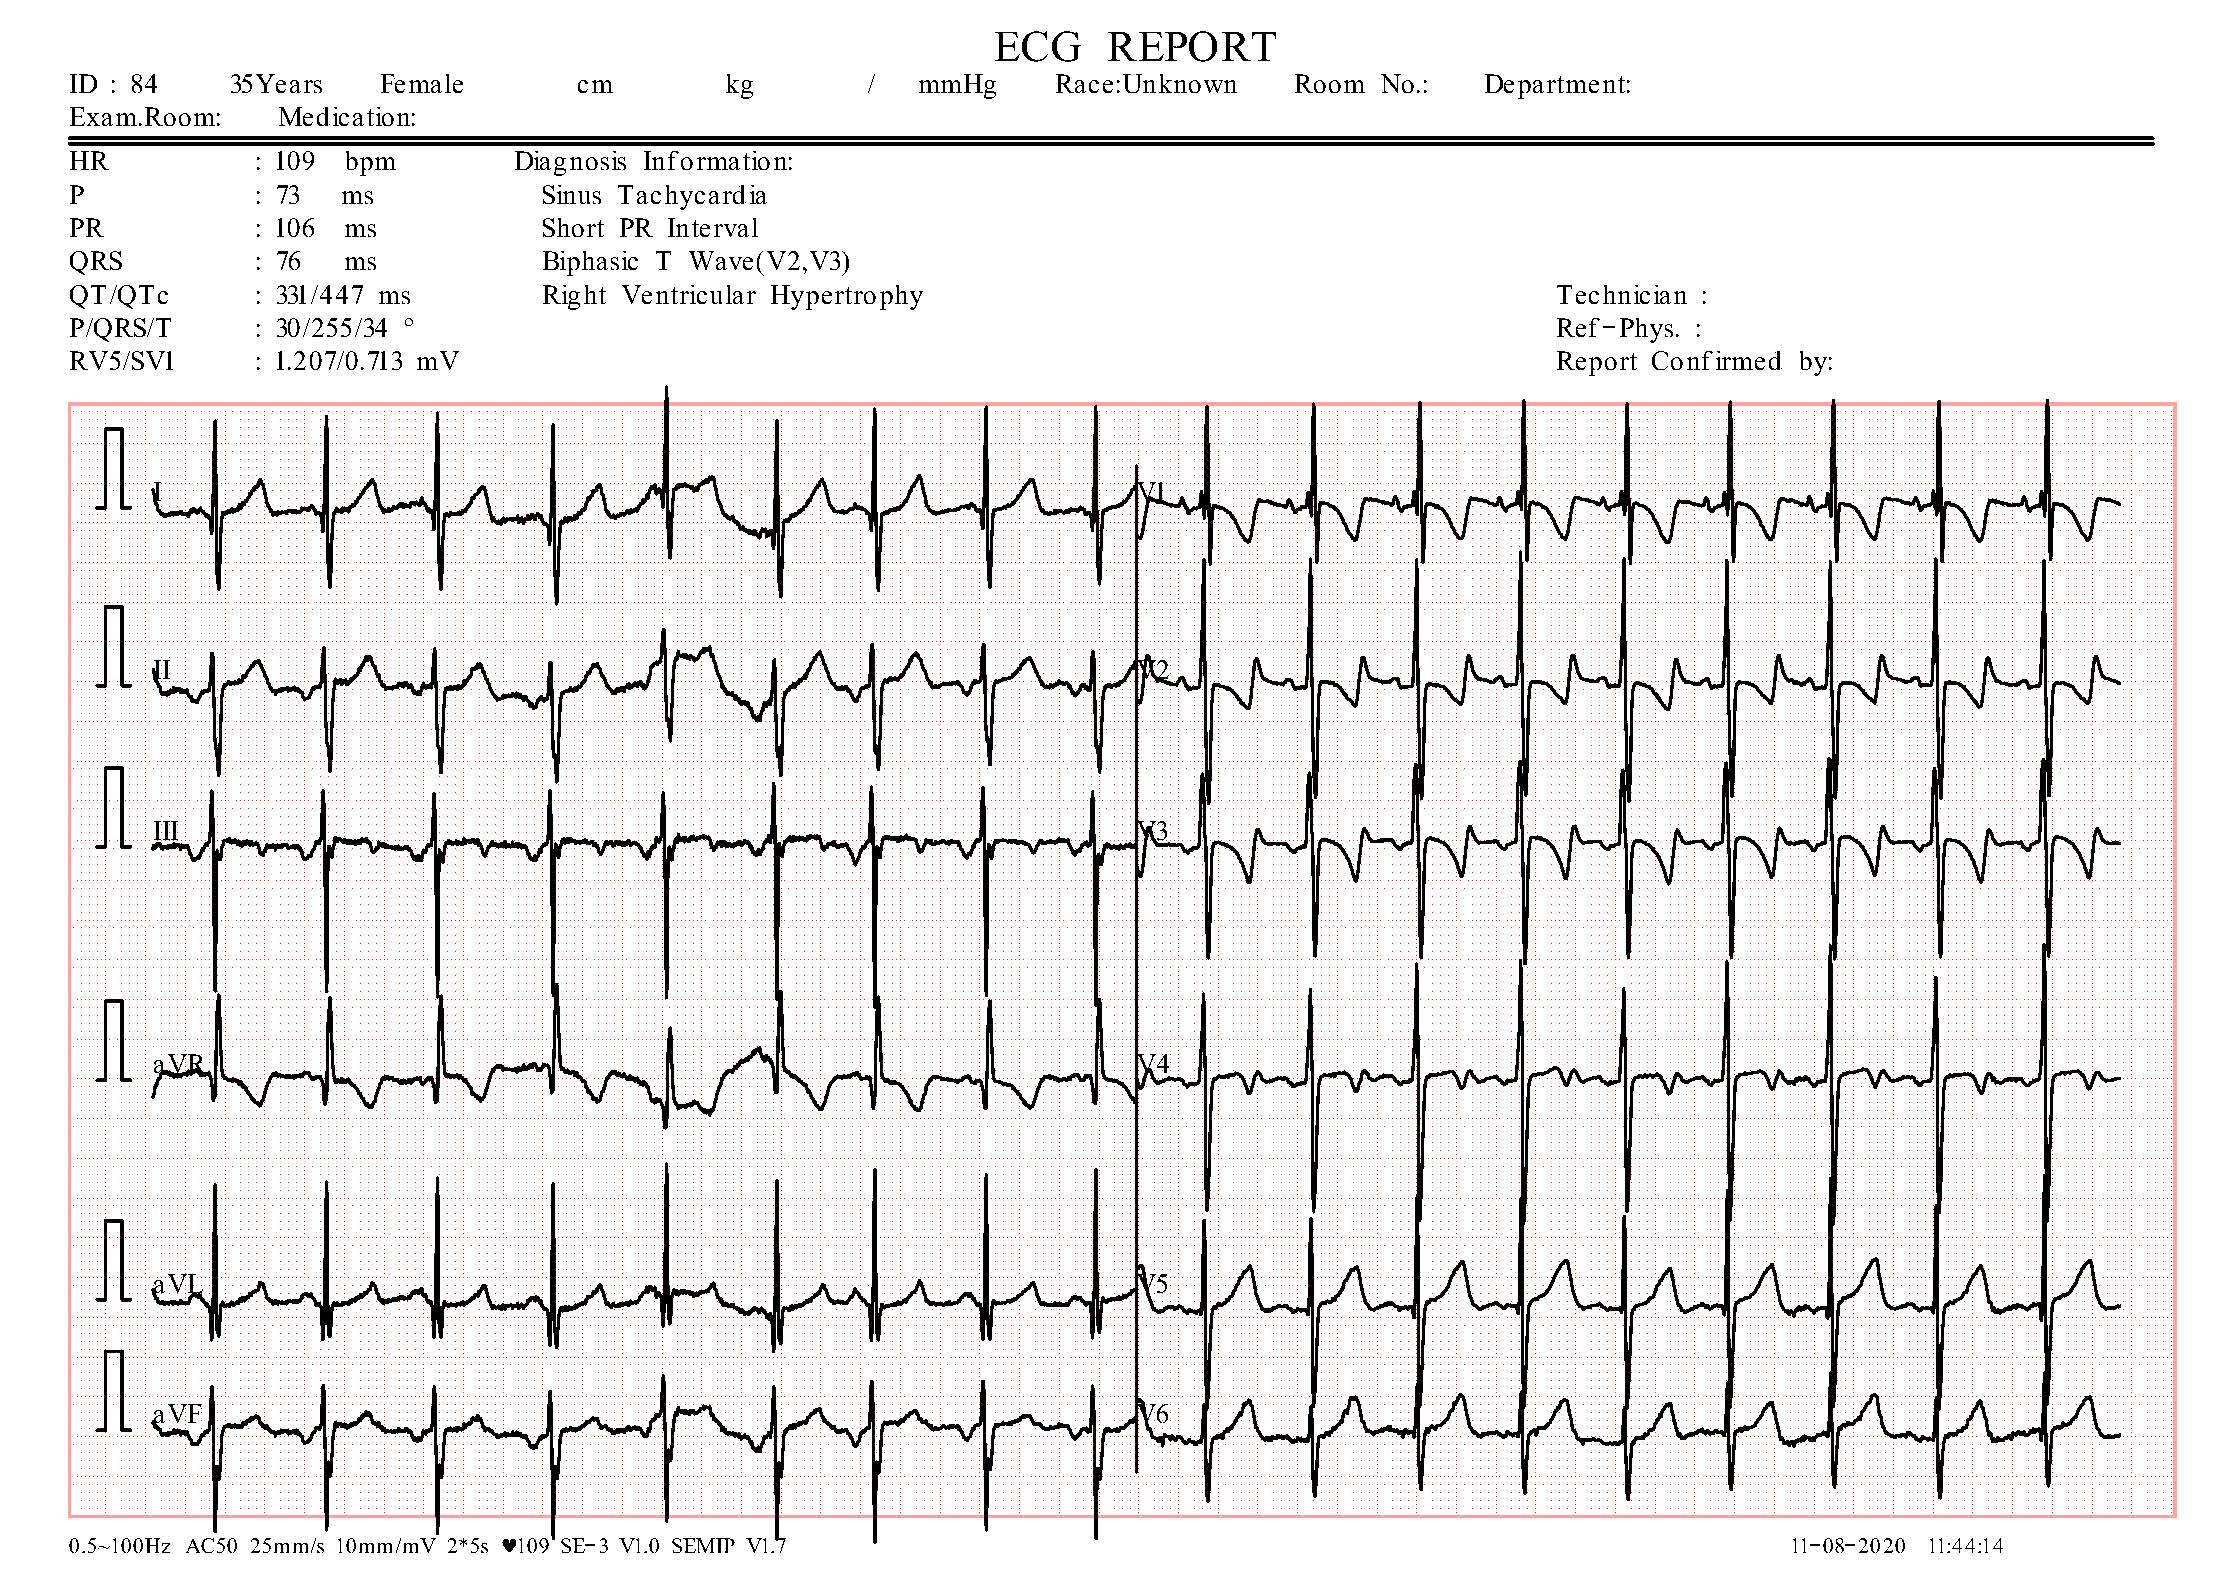 ECG REPORT
ID : 84 35Years Female cm kg / mmHg Race:Unknown Room No.: Department:
Exam.Room: Medication:
HR : 109 bpm Diagnosis Information:
P : 73 ms Sinus Tachycardia
PR : 106 ms Short PR Interval
QRS : 76 ms Biphasic T Wave(V2,V3)
QT/QTc : 331/447 ms Right Ventricular Hypertrophy Technician :
P/QRS/T : 30/255/34 ° Ref-Phys. :
RV5/SV1 : 1.207/0.713 mV Report Confirmed by:
I V1
II V2
III V3
aVR V4
aVL V5
aVF V6
0.5~100Hz AC50 25mm/s 10mm/mV 2*5s ♥109 SE-3 V1.0 SEMIP V1.7 11-08-2020 11:44:14